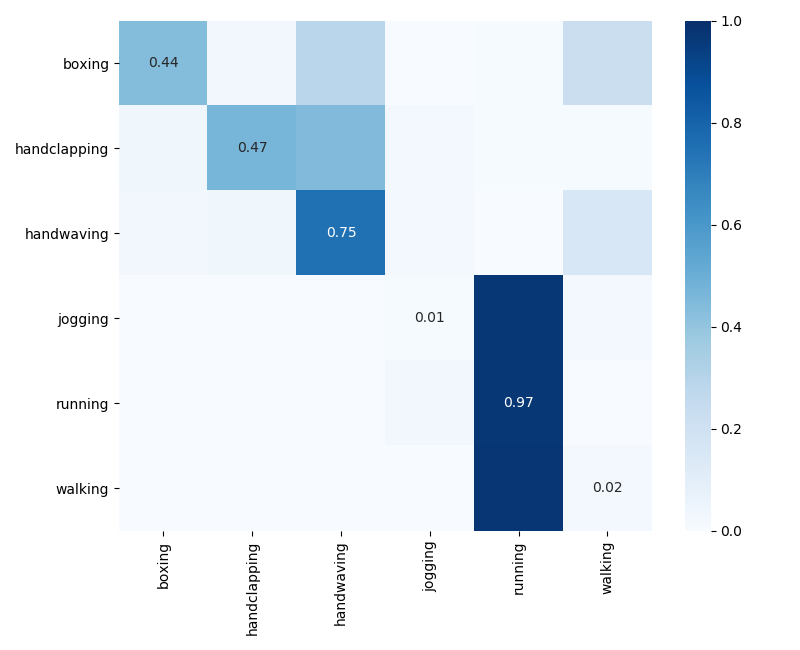 1.0
boxing
0.44
0.8
handclapping
0.47
handwaving
0.75
0.6
jogging
0.01
0.4
running
0.97
0.2
walking
0.02
0.0
boxing
handclapping
handwaving
jogging
running
walking